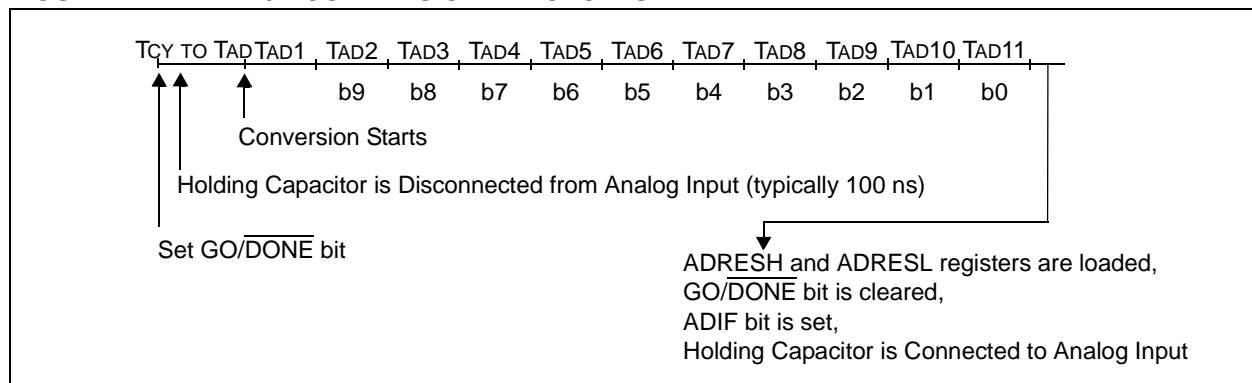 TCY TO TAD TAD1 TAD2 TAD3 TAD4 TAD5 TAD6 TAD7 TAD8 TAD9 TAD10 TAD11
b9 b8 b7 b6 b5 b4 b3 b2 b1 b0
Conversion Starts
Holding Capacitor is Disconnected from Analog Input (typically 100 ns)
Set GO/DONE bit
ADRESH and ADRESL registers are loaded,
GO/DONE bit is cleared,
ADIF bit is set,
Holding Capacitor is Connected to Analog Input